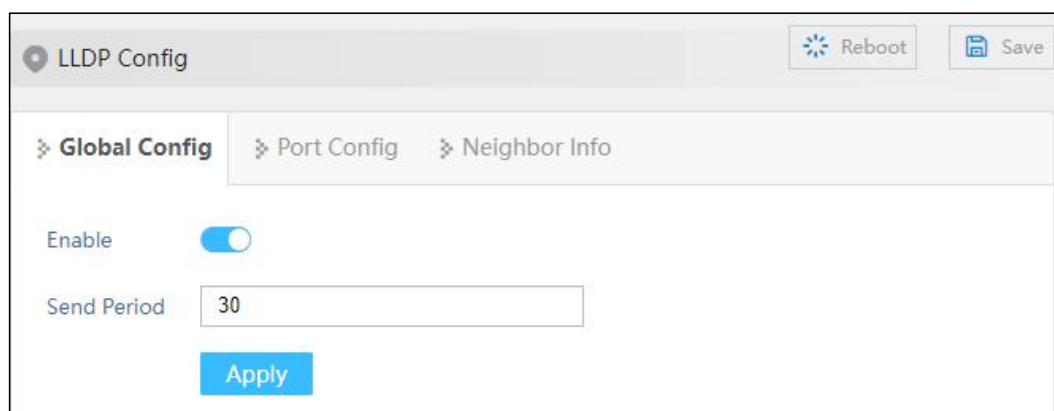 LLDP Config
Reboot
Save
Global Config
Port Config
Neighbor Info
Enable
Send Period
30
Apply